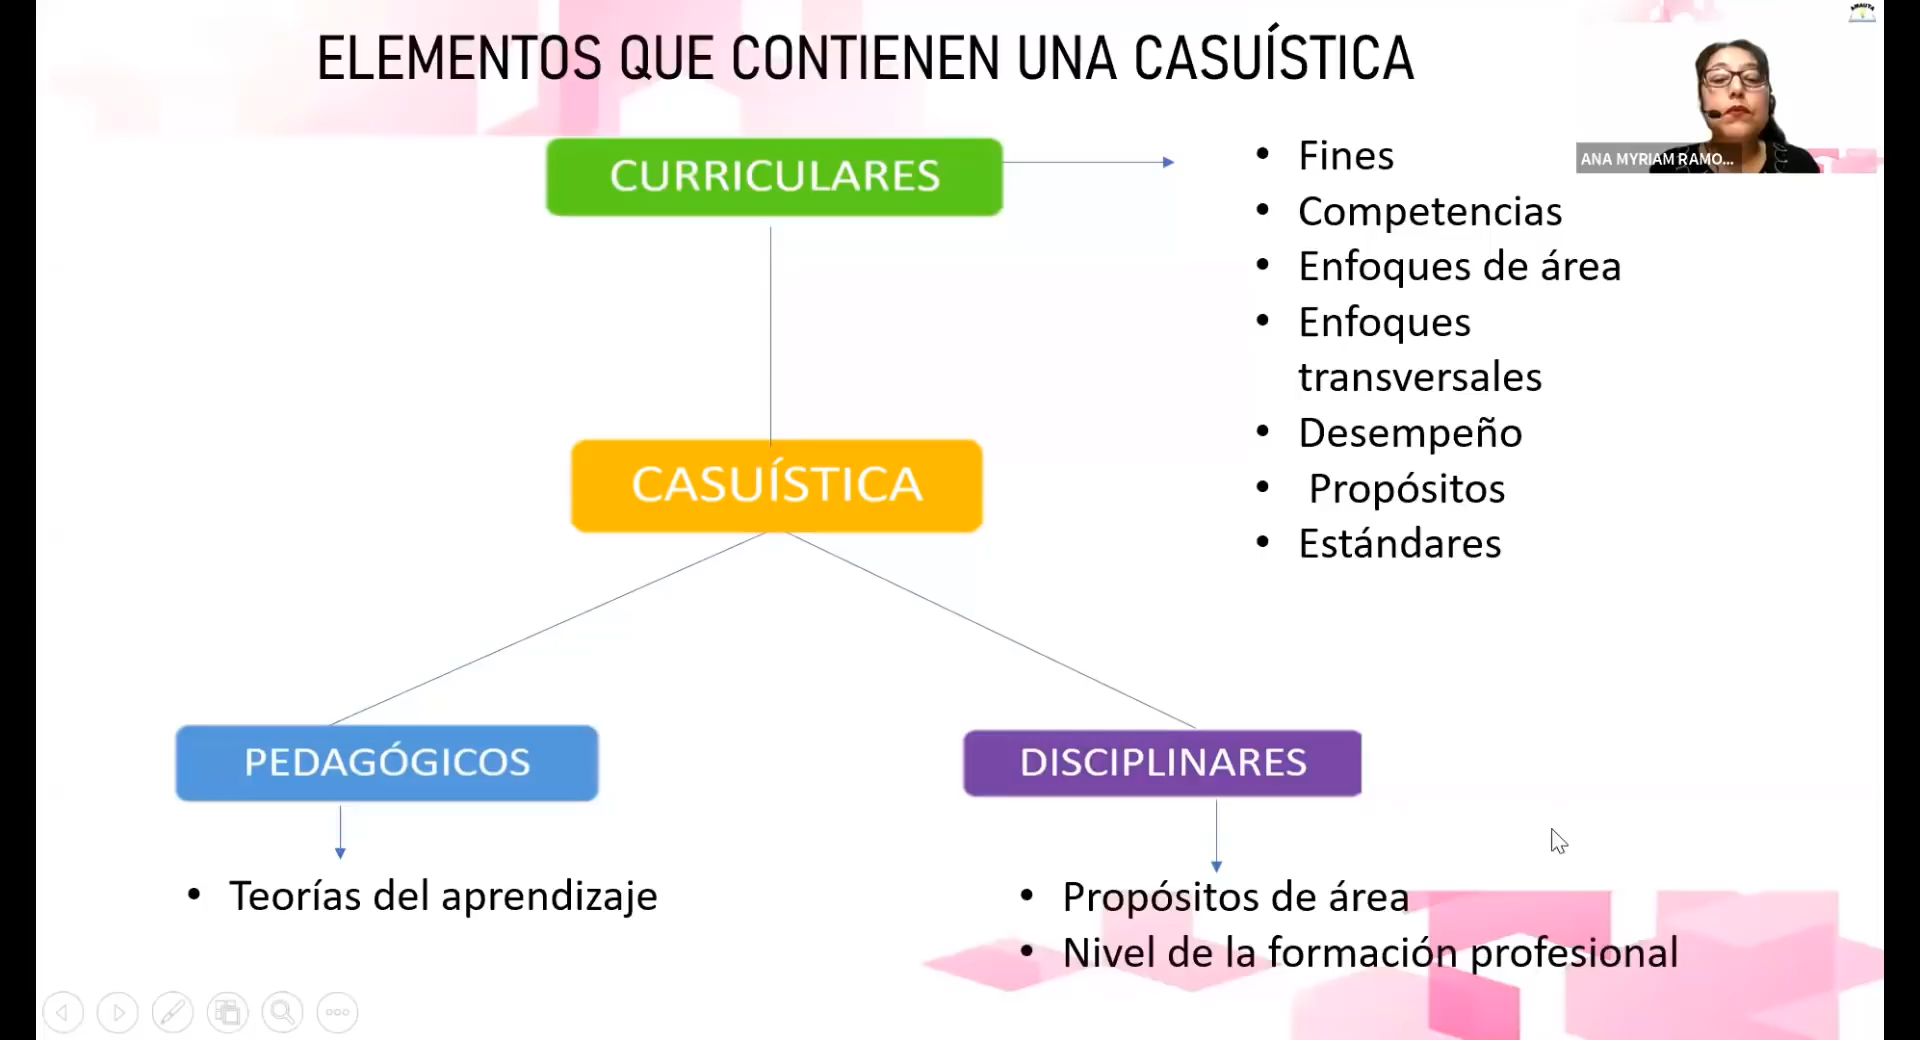 ELEMENTOS QUE CONTIENEN UNA CASUÍSTICA
AMAUTA
CURRICULARES
• Fines
• Competencias
• Enfoques de área
• Enfoques
transversales
• Desempeño
• Propósitos
• Estándares
ANA MYRIAM RAMO...
CASUÍSTICA
PEDAGÓGICOS
• Teorías del aprendizaje
DISCIPLINARES
• Propósitos de área
• Nivel de la formación profesional